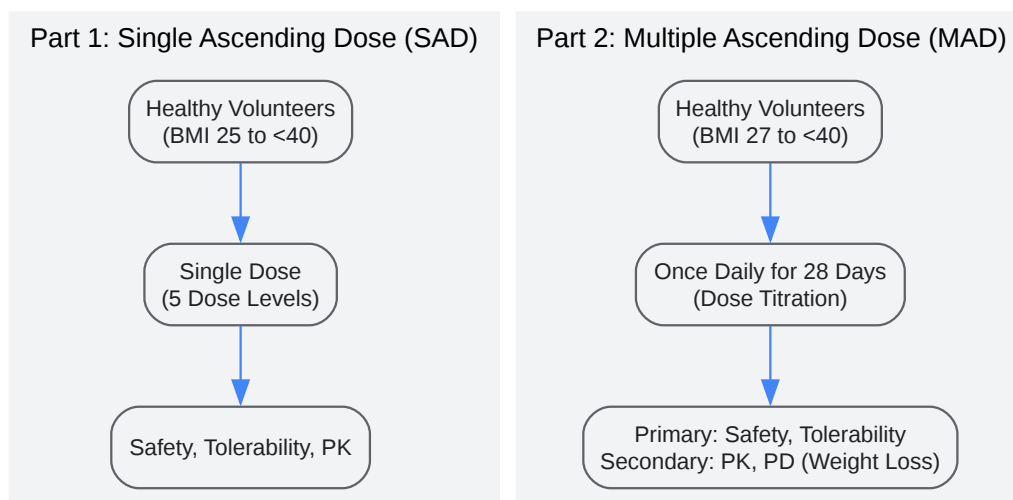 Part 1: Single Ascending Dose (SAD)
Healthy Volunteers
(BMI 25 to <40)
Single Dose
(5 Dose Levels)
Safety, Tolerability, PK
Part 2: Multiple Ascending Dose (MAD)
Healthy Volunteers
(BMI 27 to <40)
Once Daily for 28 Days
(Dose Titration)
Primary: Safety, Tolerability
Secondary: PK, PD (Weight Loss)